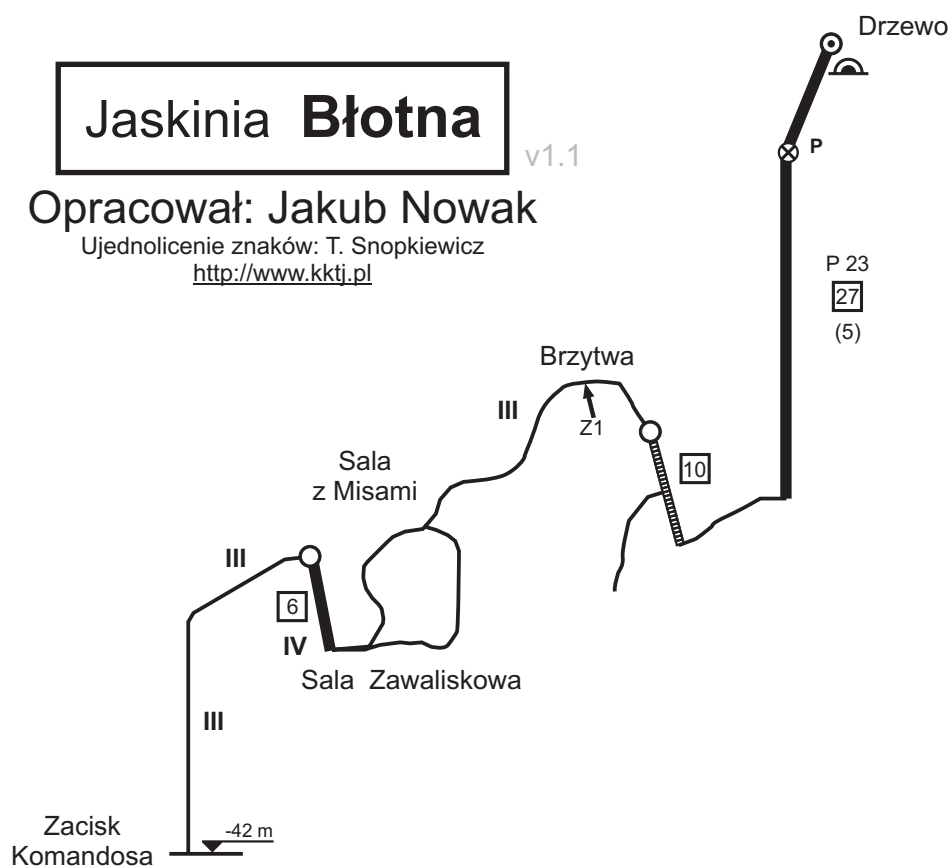 Drzewo
Jaskinia Błotna
v1.1
P
Opracował: Jakub Nowak
Ujednolicenie znaków: T. Snopkiewicz
http://www.kktj.pl
P 23
27
(5)
Brzytwa
III
Z1
Sala
z Misami
10
III
6
IV
Sala Zawaliskowa
III
Zacisk
Komandosa
-42 m